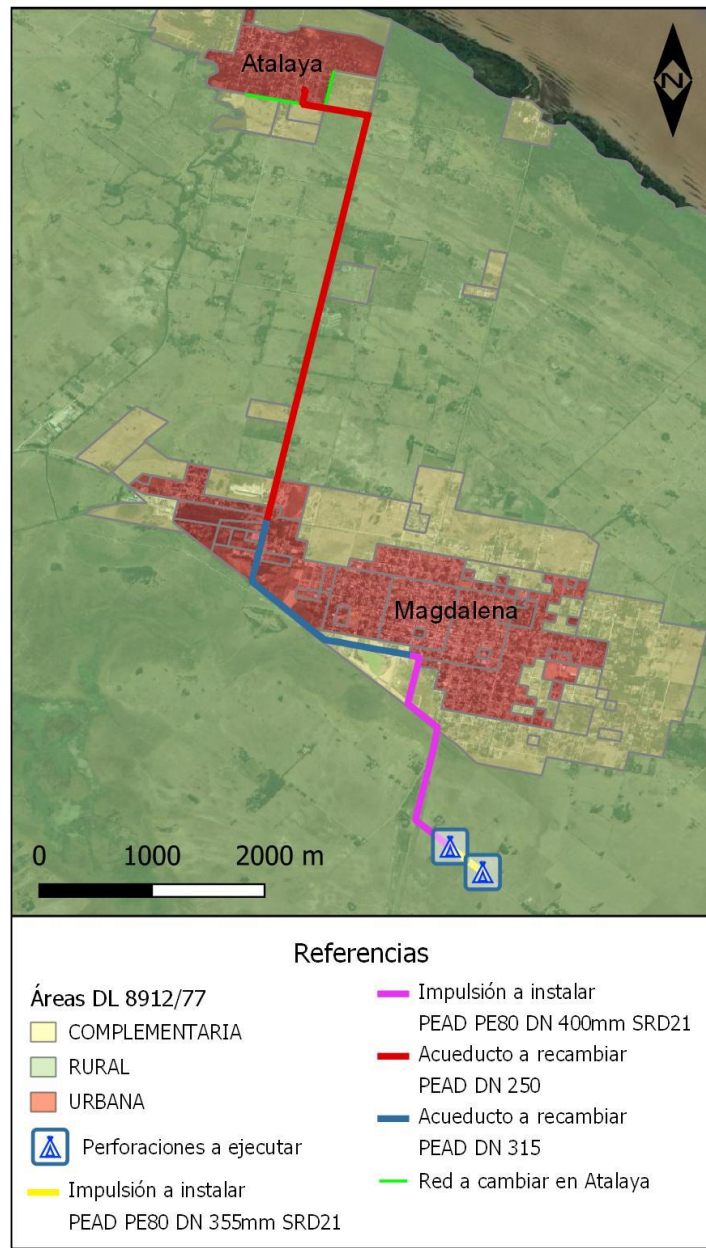 Atalaya
N
Magdalena
0 1000 2000 m
Referencias
Áreas DL 8912/77
COMPLEMENTARIA
RURAL
URBANA
Perforaciones a ejecutar
Impulsión a instalar
PEAD PE80 DN 355mm SRD21
Impulsión a instalar
PEAD PE80 DN 400mm SRD21
Acueducto a recambiar
PEAD DN 250
Acueducto a recambiar
PEAD DN 315
Red a cambiar en Atalaya